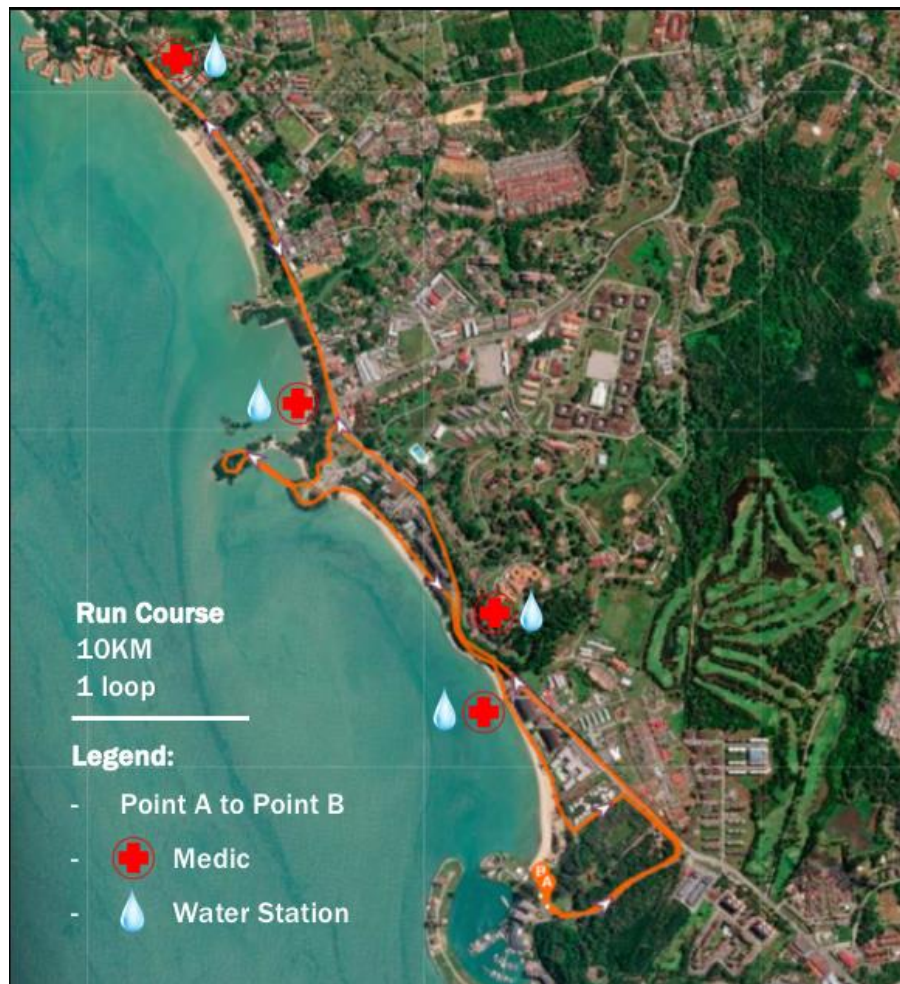 Run Course
10KM
1 loop
Legend:
- Point A to Point B
- Medic
- Water Station
B
A